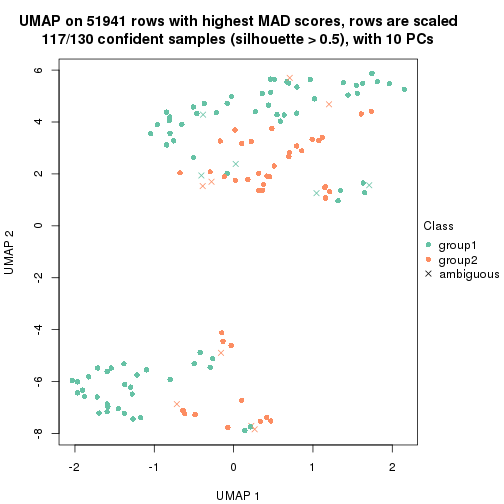 UMAP on 51941 rows with highest MAD scores, rows are scaled
117/130 confident samples (silhouette > 0.5), with 10 PCs
6
4
2
0
-2
-4
-6
-8
UMAP 2
-2
-1
0
1
2
UMAP 1
Class
group1
group2
ambiguous